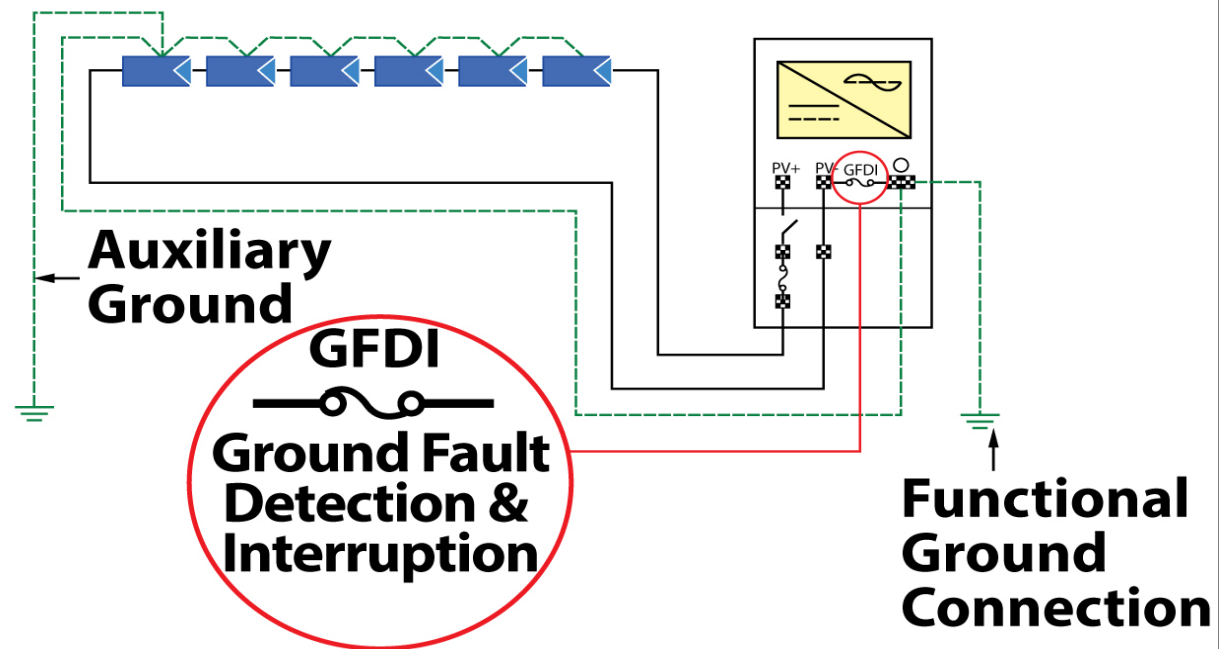 PV+ PV- GFDI
Auxiliary
Ground
GFDI
Ground Fault
Detection &
Interruption
Functional
Ground
Connection